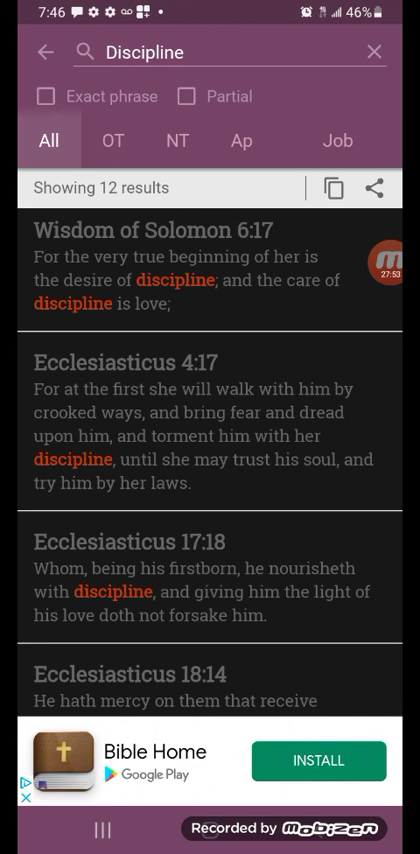 7:46 46%
Discipline
Exact phrase Partial
All OT NT Ap Job
Showing 12 results
Wisdom of Solomon 6:17
For the very true beginning of her is
the desire of discipline; and the care of
discipline is love;
27:53
Ecclesiasticus 4:17
For at the first she will walk with him by
crooked ways, and bring fear and dread
upon him, and torment him with her
discipline, until she may trust his soul, and
try him by her laws.
Ecclesiasticus 17:18
Whom, being his firstborn, he nourisheth
with discipline, and giving him the light of
his love doth not forsake him.
Ecclesiasticus 18:14
He hath mercy on them that receive
Bible Home
Google Play
INSTALL
Recorded by mobizen